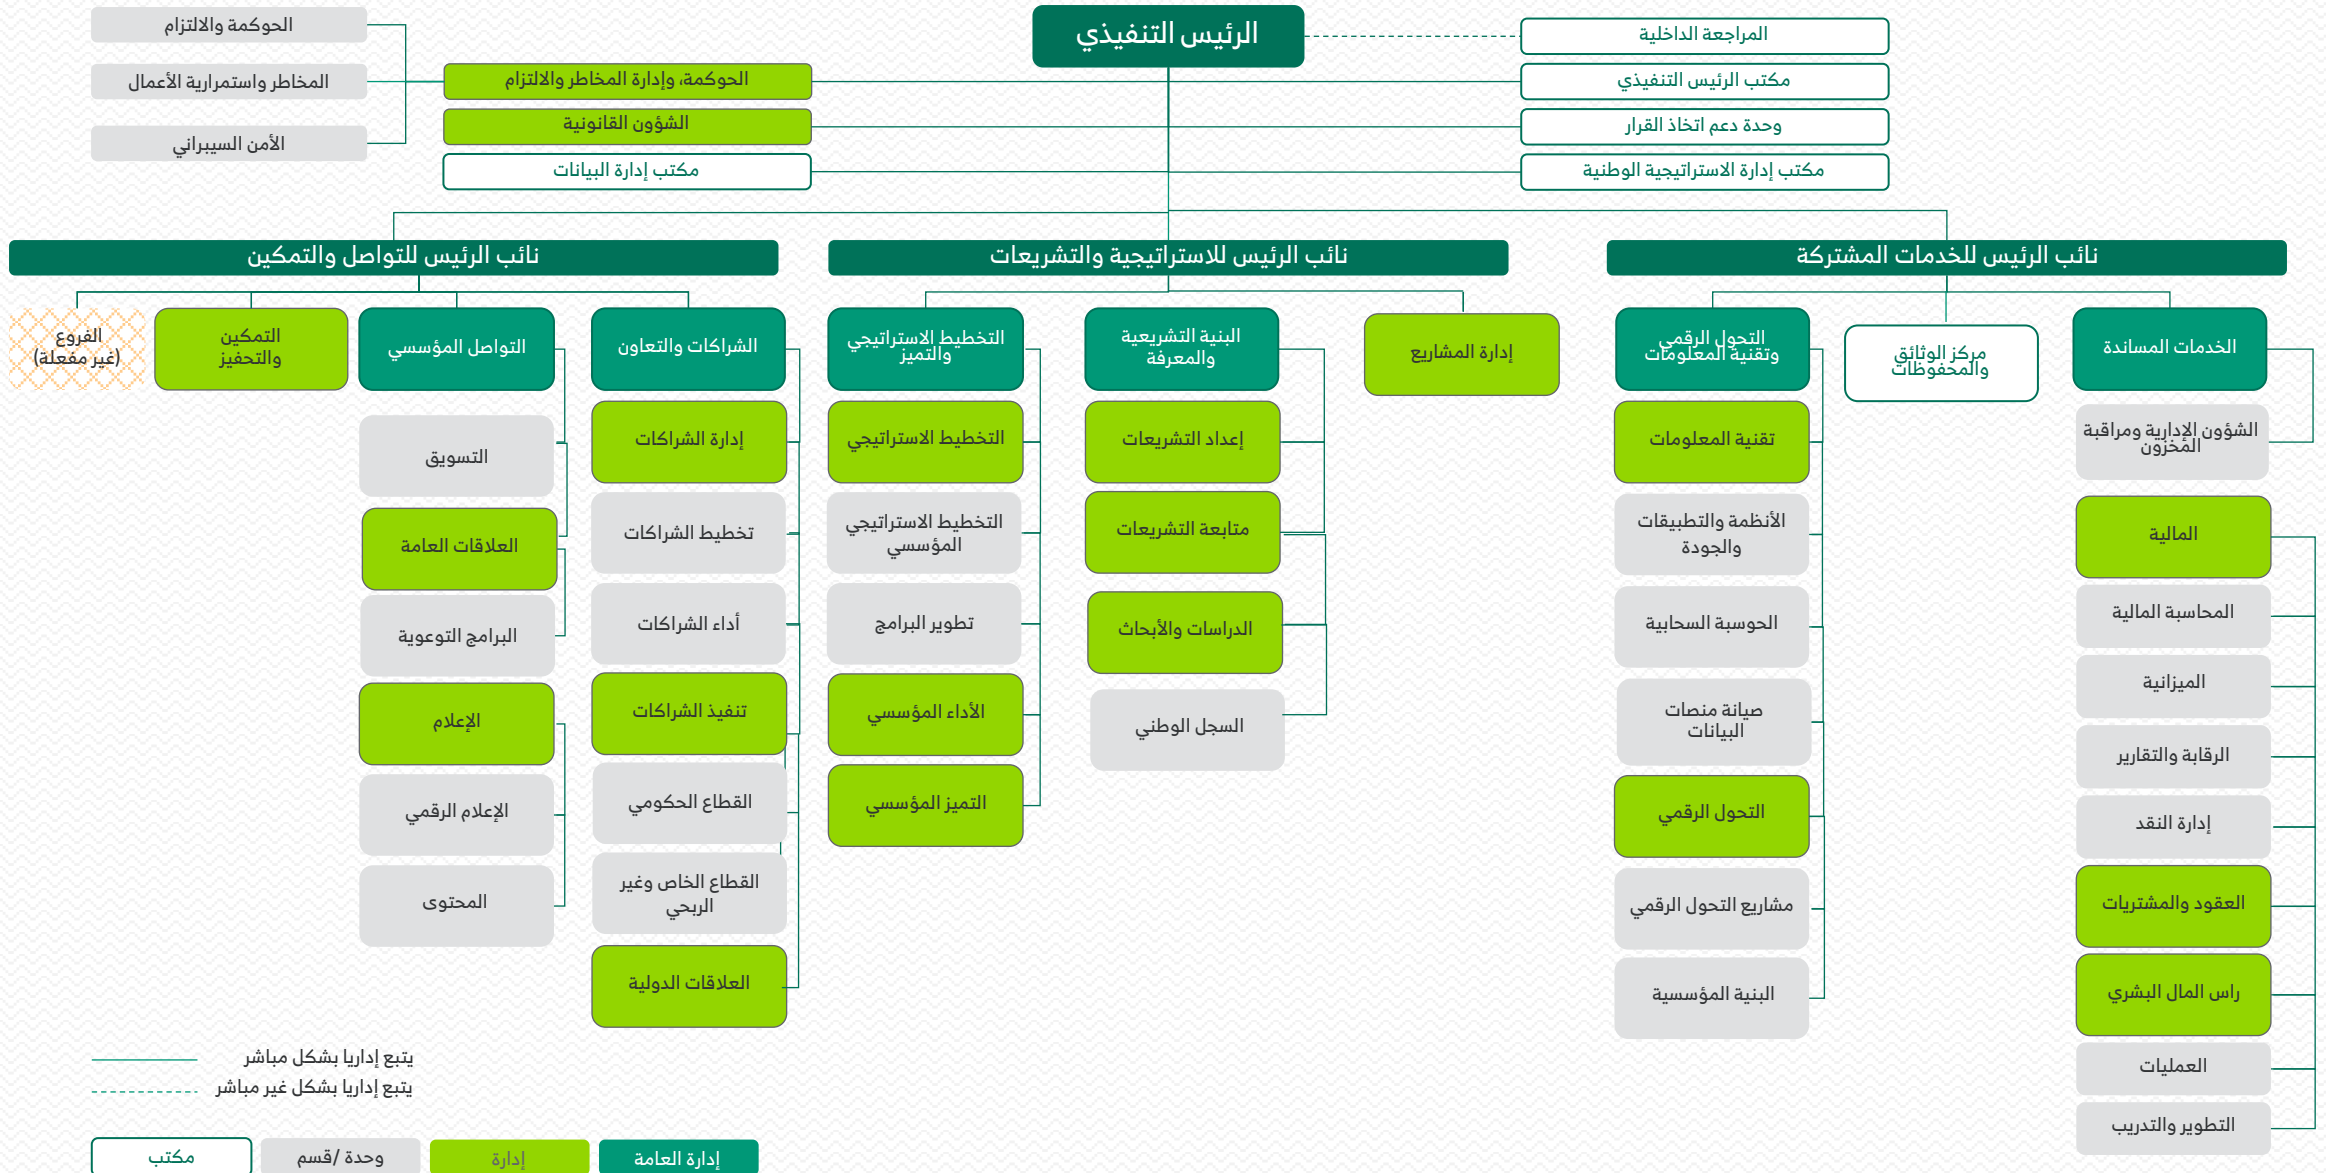 الرئيس التنفيذي
المراجعة الداخلية
مكتب الرئيس التنفيذي
وحدة دعم اتخاذ القرار
مكتب إدارة الاستراتيجية الوطنية
الحوكمة، وإدارة المخاطر والالتزام
الشؤون القانونية
مكتب إدارة البيانات
الحوكمة والالتزام
المخاطر واستمرارية الأعمال
الأمن السيبراني
نائب الرئيس للخدمات المشتركة
الخدمات المساندة
الشؤون الإدارية ومراقبة
المخزون
المالية
المحاسبة المالية
الميزانية
الرقابة والتقارير
إدارة النقد
العقود والمشتريات
راس المال البشري
العمليات
التطوير والتدريب
مركز الوثائق
والمحفوظات
التحول الرقمي
وتقنية المعلومات
تقنية المعلومات
الأنظمة والتطبيقات
والجودة
الحوسبة السحابية
صيانة منصات
البيانات
التحول الرقمي
مشاريع التحول الرقمي
البنية المؤسسية
نائب الرئيس للاستراتيجية والتشريعات
إدارة المشاريع
البنية التشريعية
والمعرفة
إعداد التشريعات
متابعة التشريعات
الدراسات والأبحاث
السجل الوطني
التخطيط الاستراتيجي
والتميز
التخطيط الاستراتيجي
التخطيط الاستراتيجي
المؤسسي
تطوير البرامج
الأداء المؤسسي
التميز المؤسسي
نائب الرئيس للتواصل والتمكين
الشراكات والتعاون
إدارة الشراكات
تخطيط الشراكات
أداء الشراكات
تنفيذ الشراكات
القطاع الحكومي
القطاع الخاص وغير
الربحي
العلاقات الدولية
التواصل المؤسسي
التسويق
العلاقات العامة
البرامج التوعوية
الإعلام
الإعلام الرقمي
المحتوى
التمكين
والتحفيز
الفروع
(غير مفعلة)
يتبع إداريا بشكل مباشر
يتبع إداريا بشكل غير مباشر
إدارة العامة
إدارة
وحدة /قسم
مكتب